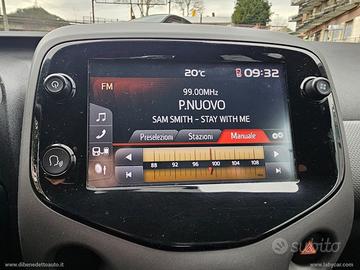 20°C
09:32
FM
99.00MHz
P.NUOVO
SAM SMITH - STAY WITH ME
Preselezioni
Stazioni
Manuale
88 92 96 100 104 108
www.dibenedettoauto.it
www.labycar.com
subito